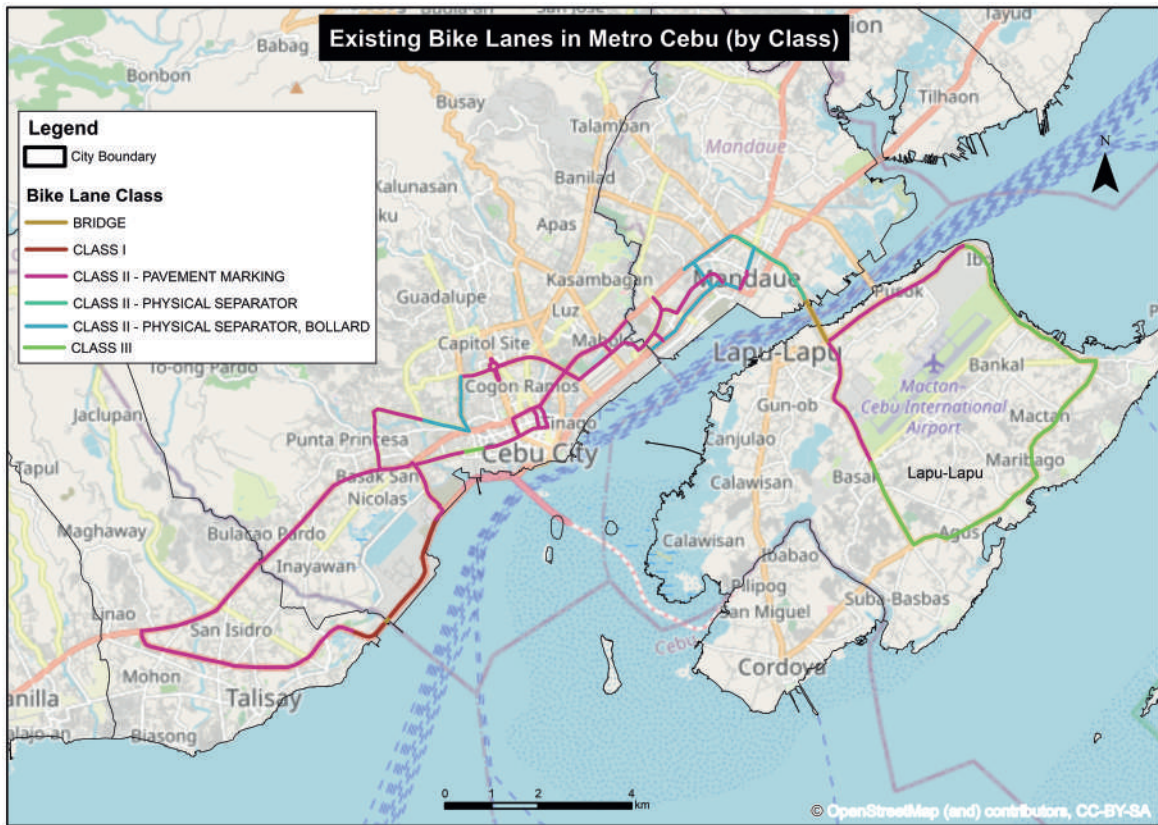 Existing Bike Lanes in Metro Cebu (by Class)
Legend
City Boundary
Bike Lane Class
BRIDGE
CLASS I
CLASS II - PAVEMENT MARKING
CLASS II - PHYSICAL SEPARATOR
CLASS II - PHYSICAL SEPARATOR, BOLLARD
CLASS III
N
Tayud
Babag
Bonbon
Busay
Tilhaon
Talamban
Mandaue
Banilad
Kalunasan
Apas
Kasambagan
Guadalupe
Luz
Mandaue
Ibo
Pusok
Capitol Site
Mabolo
Lapu-Lapu
Bankal
To-ong Pardo
Cogon Ramos
Mactan-
Cebu International
Airport
Jaclupan
Gun-ob
Mactan
Punta Princesa
Tinago
Canjulao
Tapul
Cebu City
Maribago
Basak San
Nicolas
Basak
Lapu-Lapu
Calawisan
Maghaway
Bulacao Pardo
Agus
Calawisan
Inayawan
Ibabao
Pilipog
Suba-Basbas
Linao
San Isidro
San Miguel
Cebu
Mohon
Cordova
Talisay
anilla
Biasong
0 1 2 4
km
© OpenStreetMap (and) contributors, CC-BY-SA